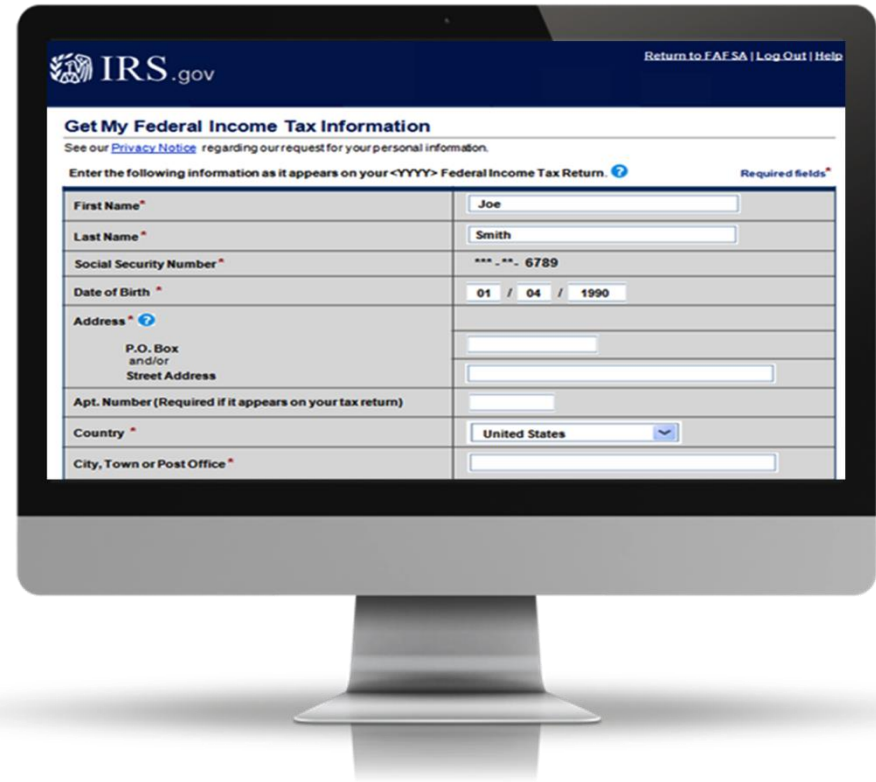 IRS.gov
Return to FAFSA | Log Out | Help
Get My Federal Income Tax Information
See our Privacy Notice regarding our request for your personal information.
Enter the following information as it appears on your <YYYY> Federal Income Tax Return. ?
Required fields*
First Name* Joe
Last Name* Smith
Social Security Number* ***-**- 6789
Date of Birth * 01 / 04 / 1990
Address* ?
P.O. Box
and/or
Street Address
Apt. Number (Required if it appears on your tax return)
Country * United States
City, Town or Post Office*